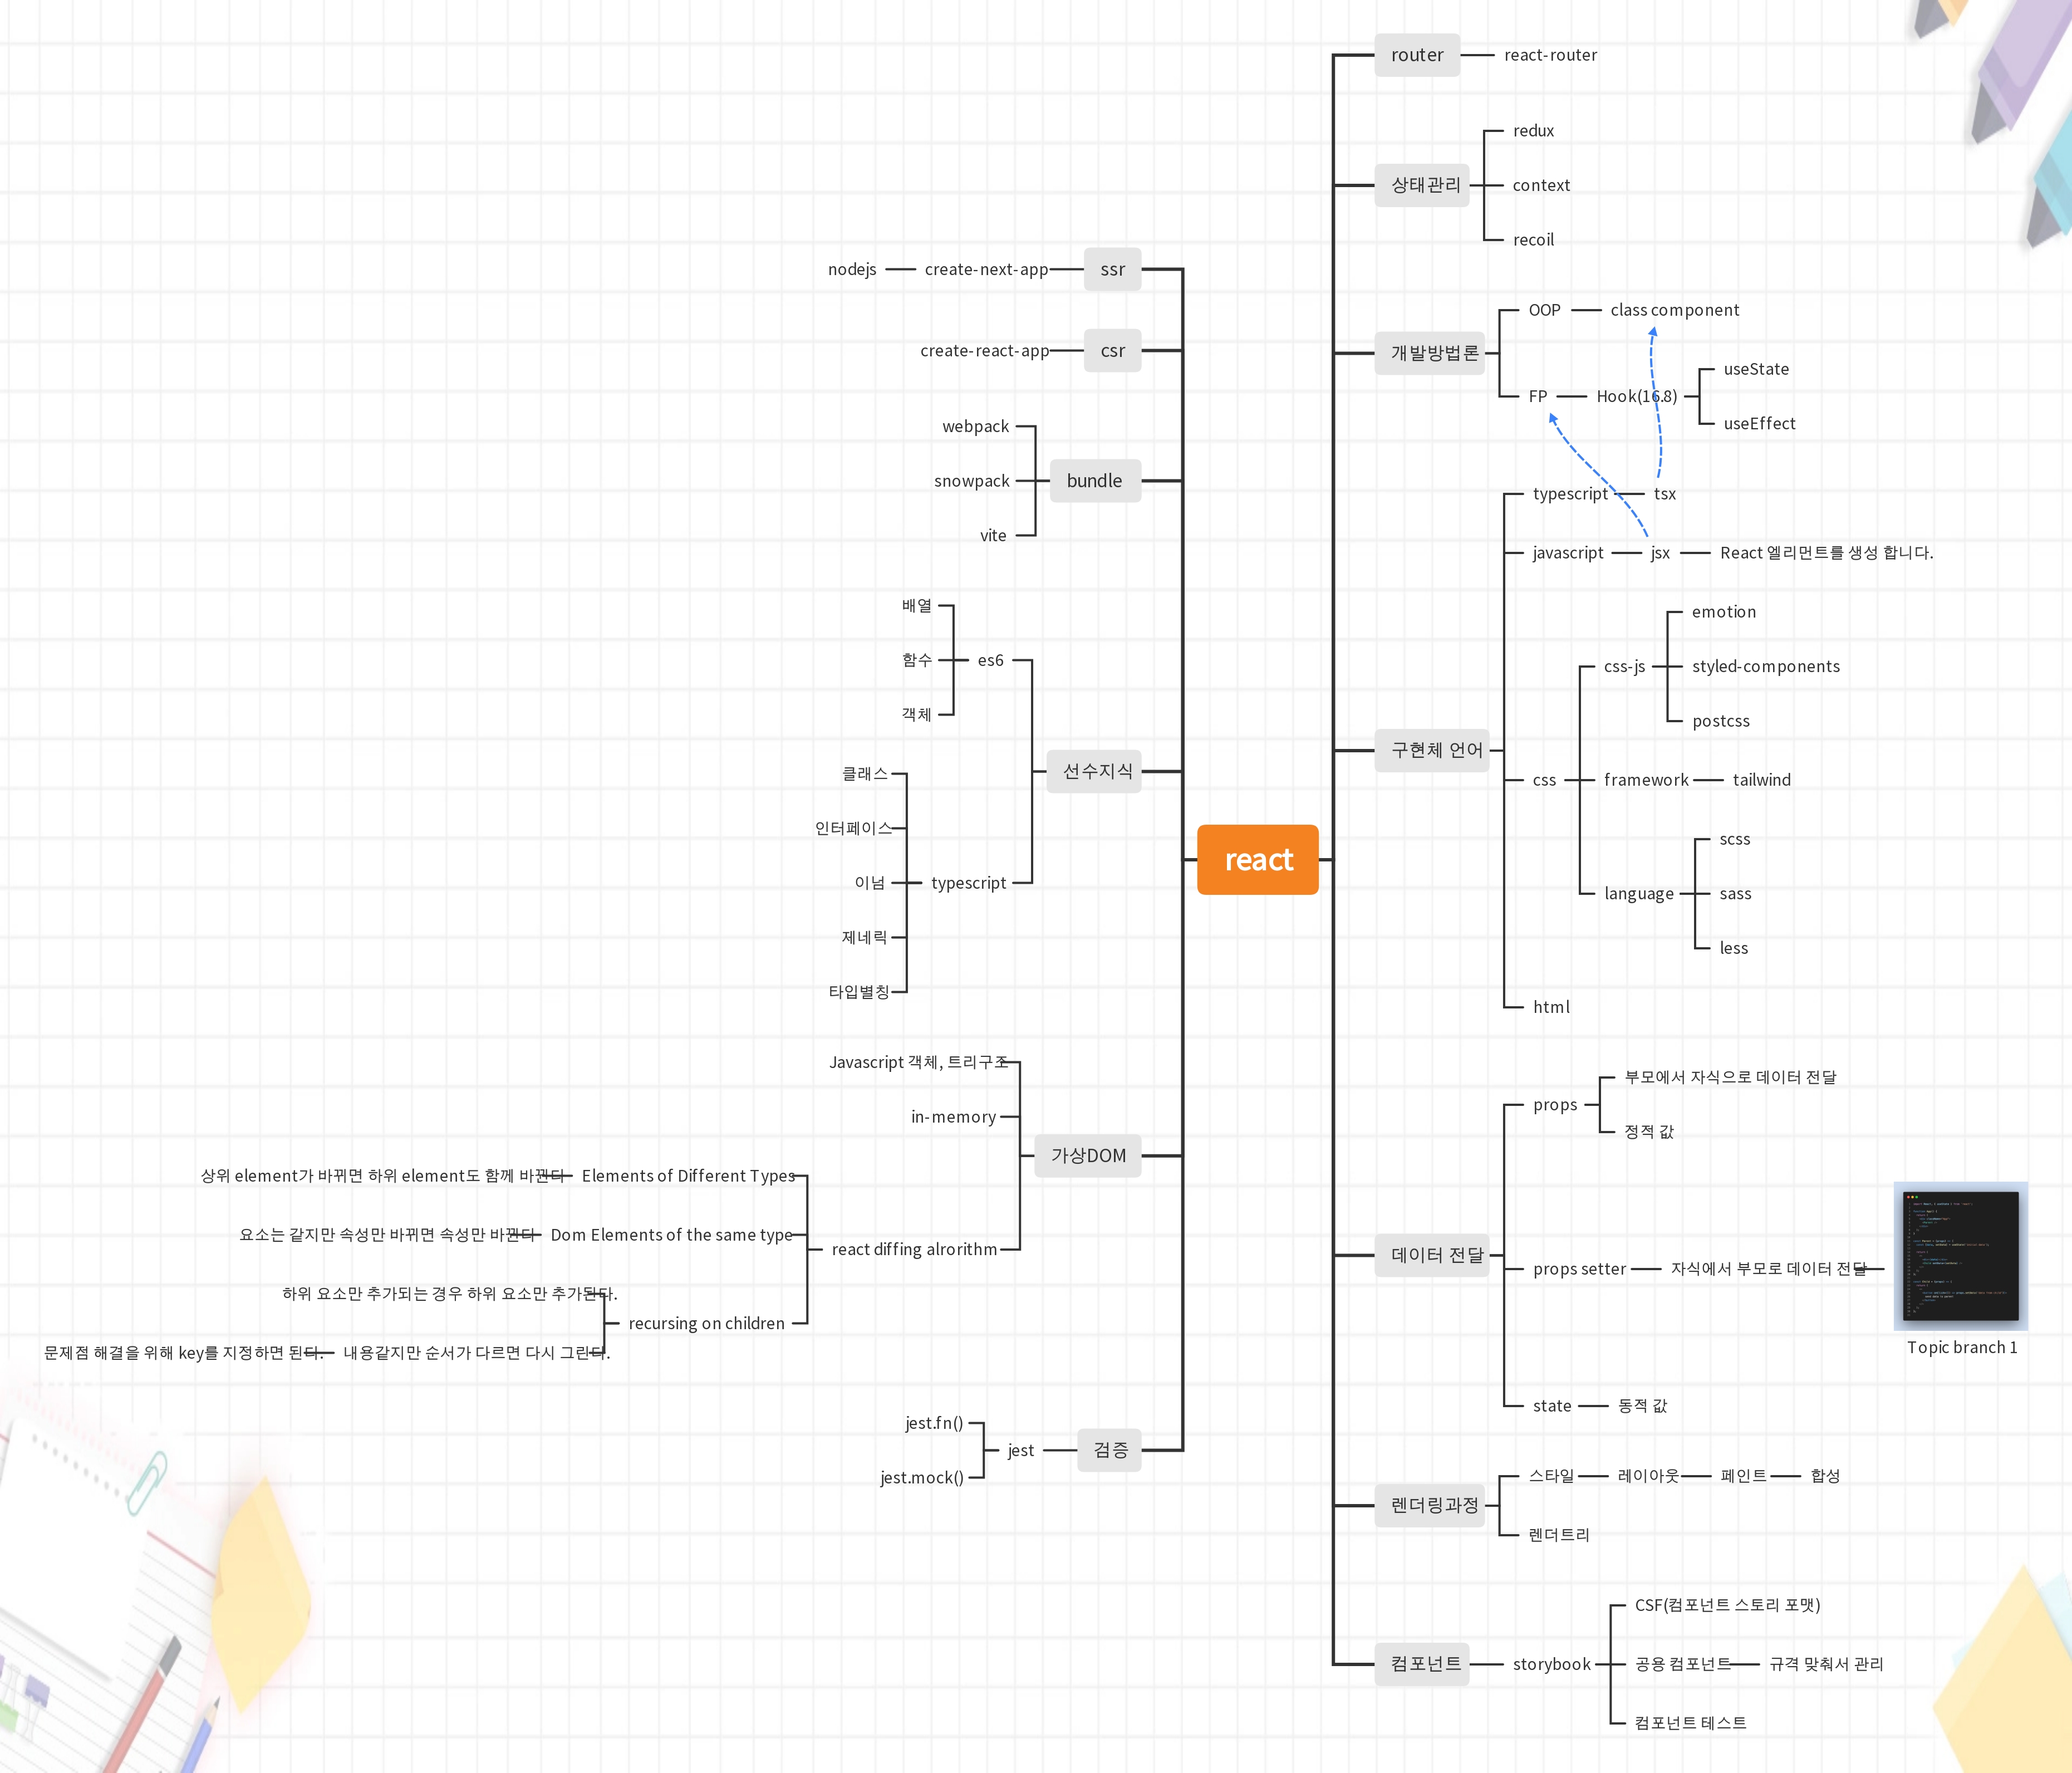 react
router
react-router
상태관리
redux
context
recoil
개발방법론
OOP
class component
FP
Hook(16.8)
useState
useEffect
구현체 언어
typescript
tsx
javascript
jsx
React 엘리먼트를 생성 합니다.
css
css-js
emotion
styled-components
postcss
framework
tailwind
language
scss
sass
less
html
데이터 전달
props
부모에서 자식으로 데이터 전달
정적 값
props setter
자식에서 부모로 데이터 전달
Topic branch 1
state
동적 값
렌더링과정
스타일
레이아웃
페인트
합성
렌더트리
컴포넌트
storybook
CSF(컴포넌트 스토리 포맷)
공용 컴포넌트
규격 맞춰서 관리
컴포넌트 테스트
ssr
create-next-app
nodejs
csr
create-react-app
bundle
webpack
snowpack
vite
선수지식
es6
배열
함수
객체
typescript
클래스
인터페이스
이넘
제네릭
타입별칭
가상DOM
Javascript 객체, 트리구조
in-memory
react diffing alrorithm
Elements of Different Types
상위 element가 바뀌면 하위 element도 함께 바뀐다
Dom Elements of the same type
요소는 같지만 속성만 바뀌면 속성만 바뀐다
recursing on children
하위 요소만 추가되는 경우 하위 요소만 추가된다.
내용같지만 순서가 다르면 다시 그린다.
문제점 해결을 위해 key를 지정하면 된다.
검증
jest
jest.fn()
jest.mock()